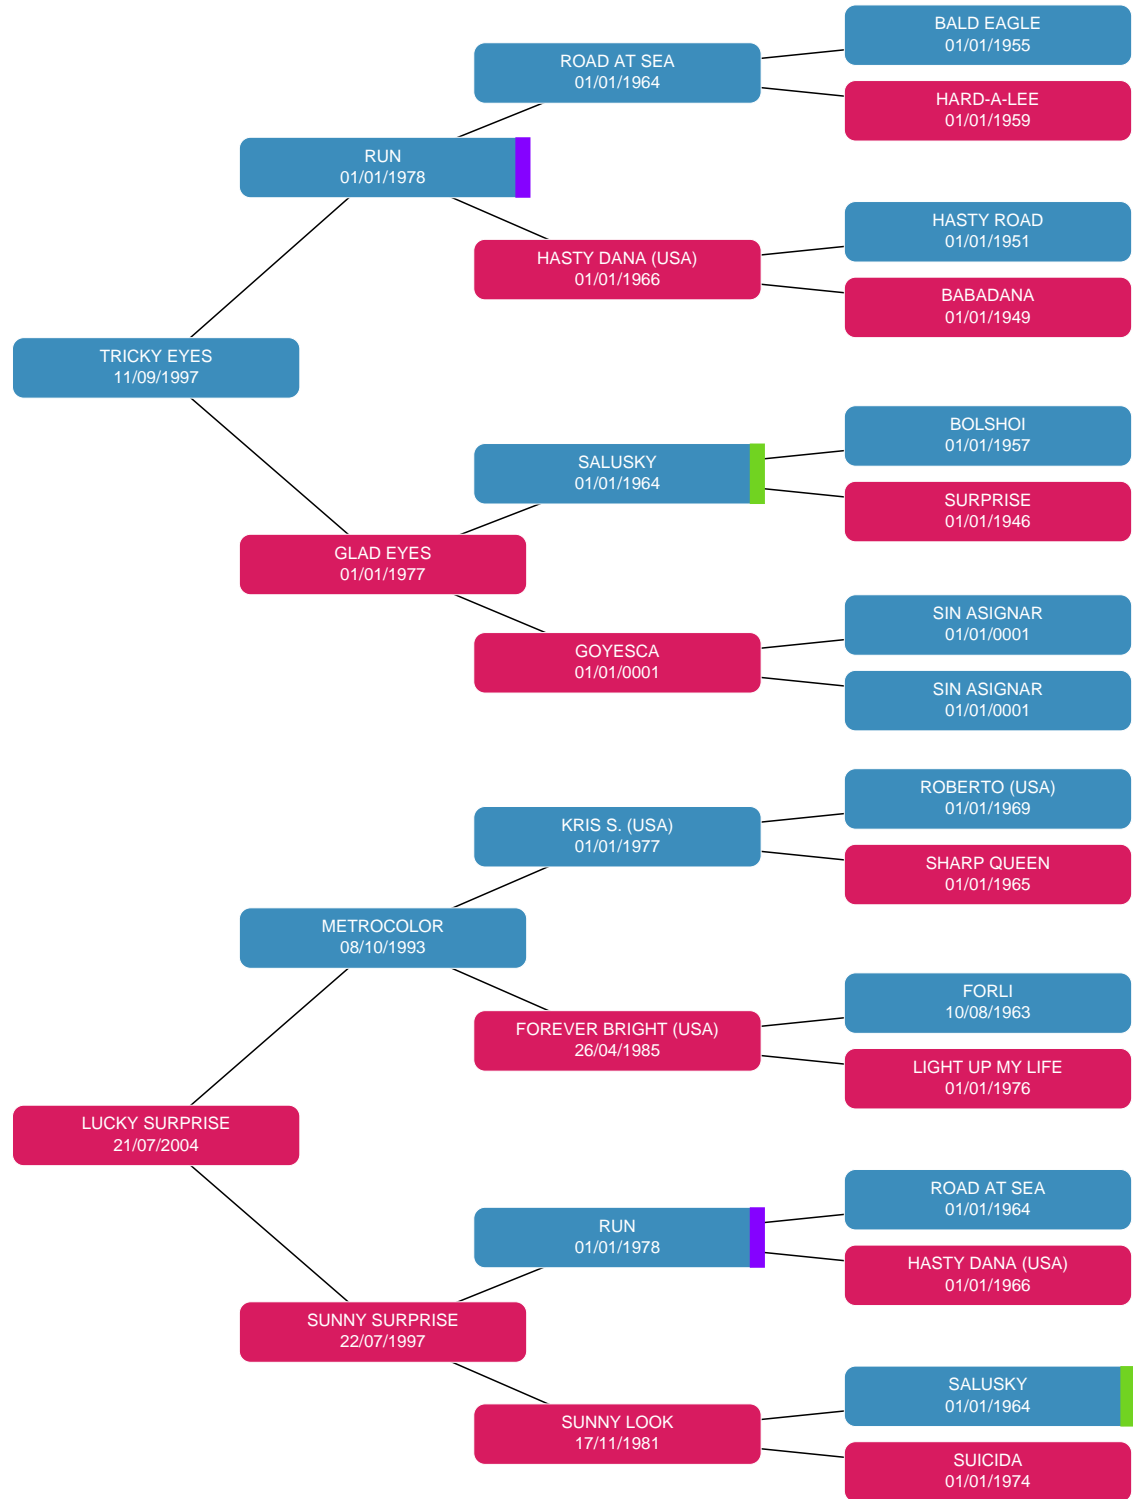 BALD EAGLE
01/01/1955
ROAD AT SEA
01/01/1964
HARD-A-LEE
01/01/1959
RUN
01/01/1978
HASTY ROAD
01/01/1951
HASTY DANA (USA)
01/01/1966
BABADANA
01/01/1949
TRICKY EYES
11/09/1997
BOLSHOI
01/01/1957
SALUSKY
01/01/1964
SURPRISE
01/01/1946
GLAD EYES
01/01/1977
SIN ASIGNAR
01/01/0001
GOYESCA
01/01/0001
SIN ASIGNAR
01/01/0001
ROBERTO (USA)
01/01/1969
KRIS S. (USA)
01/01/1977
SHARP QUEEN
01/01/1965
METROCOLOR
08/10/1993
FORLI
10/08/1963
FOREVER BRIGHT (USA)
26/04/1985
LIGHT UP MY LIFE
01/01/1976
LUCKY SURPRISE
21/07/2004
ROAD AT SEA
01/01/1964
RUN
01/01/1978
HASTY DANA (USA)
01/01/1966
SUNNY SURPRISE
22/07/1997
SALUSKY
01/01/1964
SUNNY LOOK
17/11/1981
SUICIDA
01/01/1974